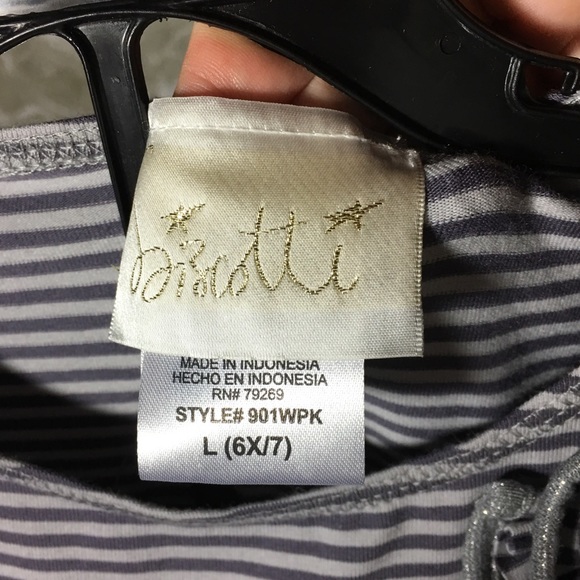 biscotti
MADE IN INDONESIA
HECHO EN INDONESIA
RN# 79269
STYLE# 901WPK
L (6X/7)